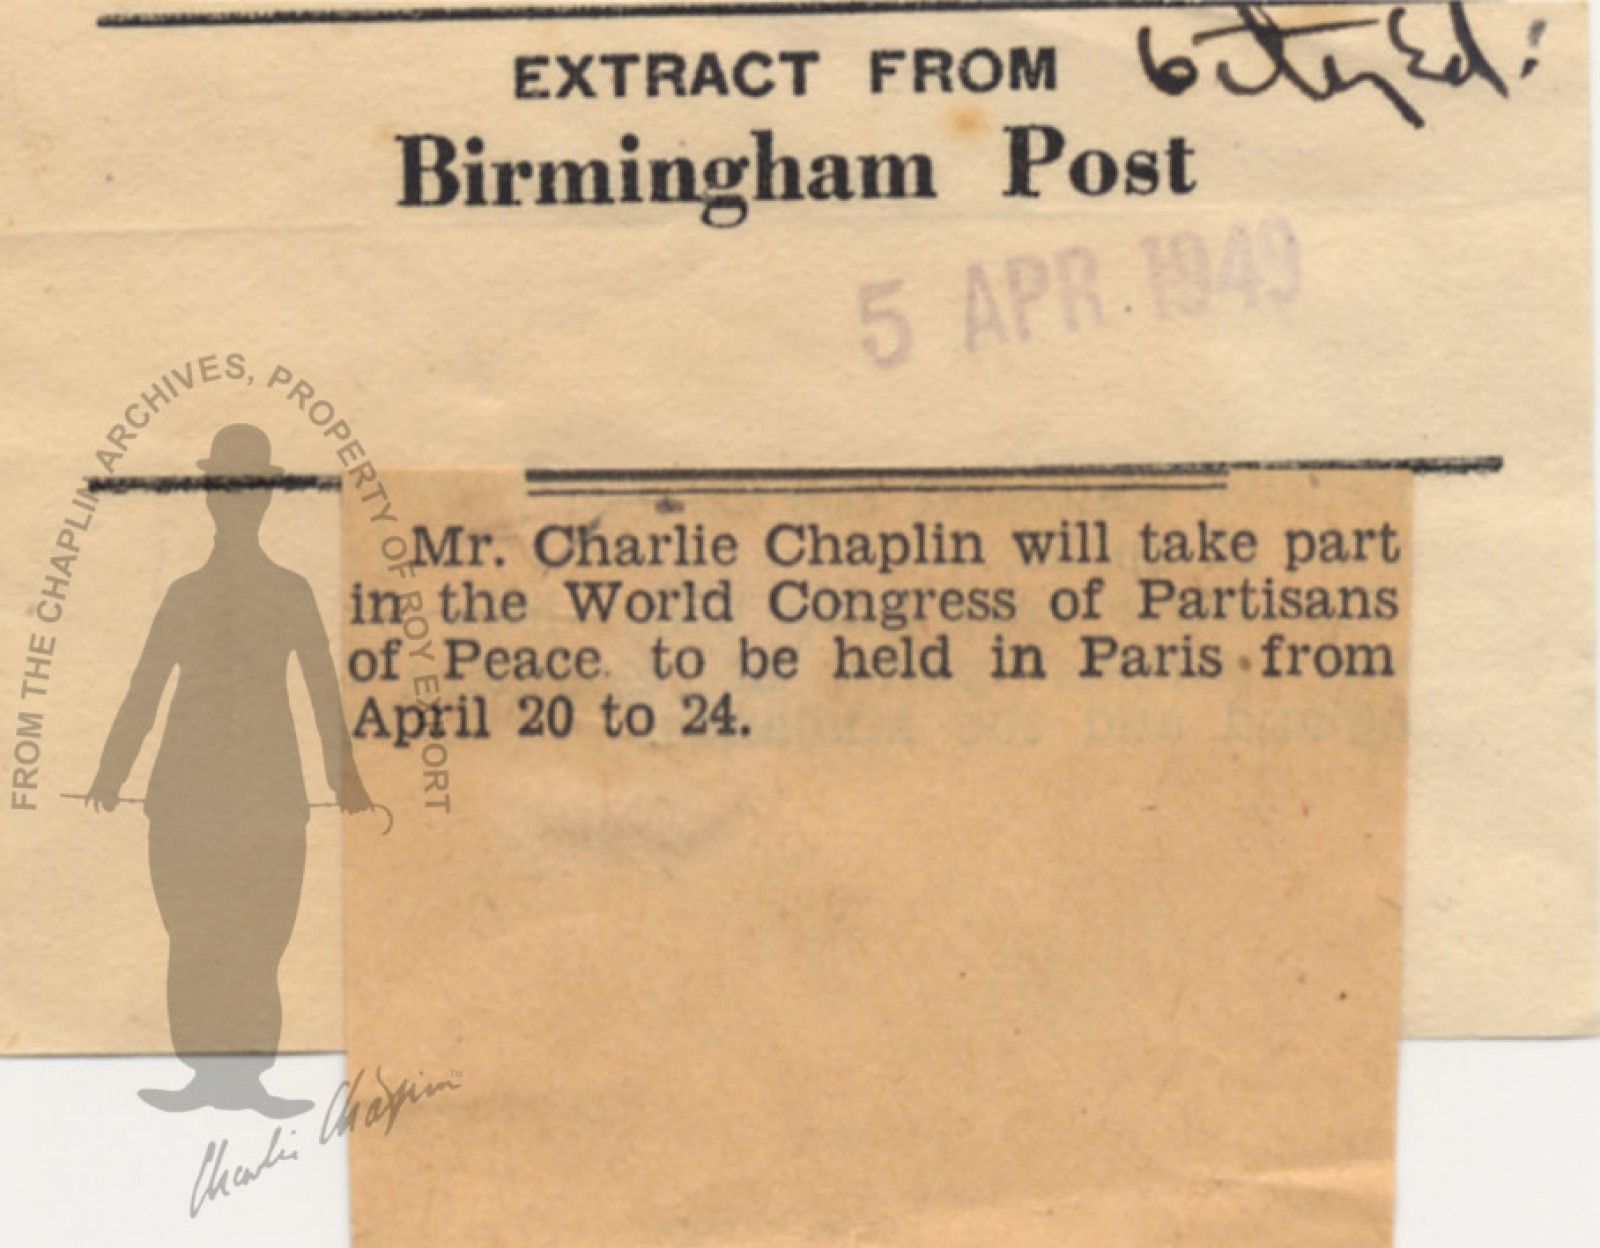 EXTRACT FROM
Birmingham Post
5 APR 1949
Mr. Charlie Chaplin will take part
in the World Congress of Partisans
of Peace to be held in Paris from
April 20 to 24.
FROM THE CHAPLIN ARCHIVES, PROPERTY OF ROY EXPORT
Charlie Chaplin